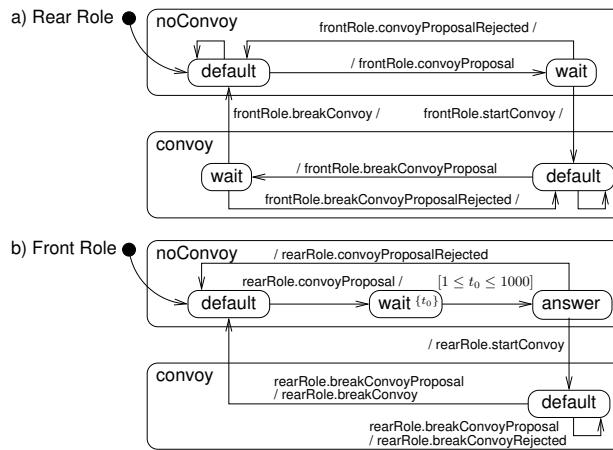 a) Rear Role
noConvoy
frontRole.convoyProposalRejected /
default
/ frontRole.convoyProposal
wait
frontRole.breakConvoy /
frontRole.startConvoy /
convoy
wait
/ frontRole.breakConvoyProposal
default
frontRole.breakConvoyProposalRejected /
b) Front Role
noConvoy
/ rearRole.convoyProposalRejected
rearRole.convoyProposal /
[1 ≤ t₀ ≤ 1000]
default
wait {t₀}
answer
/ rearRole.startConvoy
convoy
rearRole.breakConvoyProposal
/ rearRole.breakConvoy
default
rearRole.breakConvoyProposal
/ rearRole.breakConvoyRejected